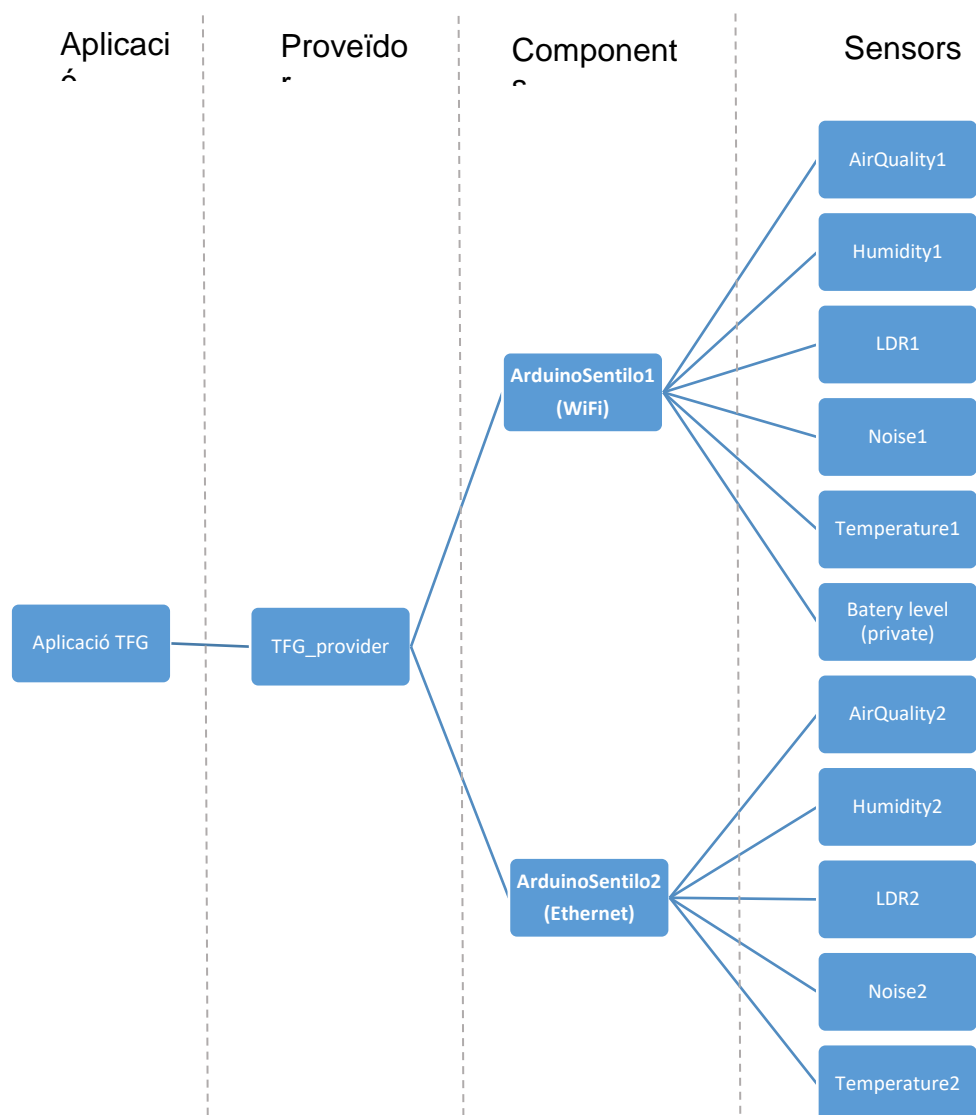 Aplicaci
ó
Proveïdo
r
Component
s
Sensors
AirQuality1
Humidity1
LDR1
ArduinoSentilo1
(WiFi)
Noise1
Temperature1
Batery level
(private)
Aplicació TFG
TFG_provider
AirQuality2
Humidity2
ArduinoSentilo2
(Ethernet)
LDR2
Noise2
Temperature2